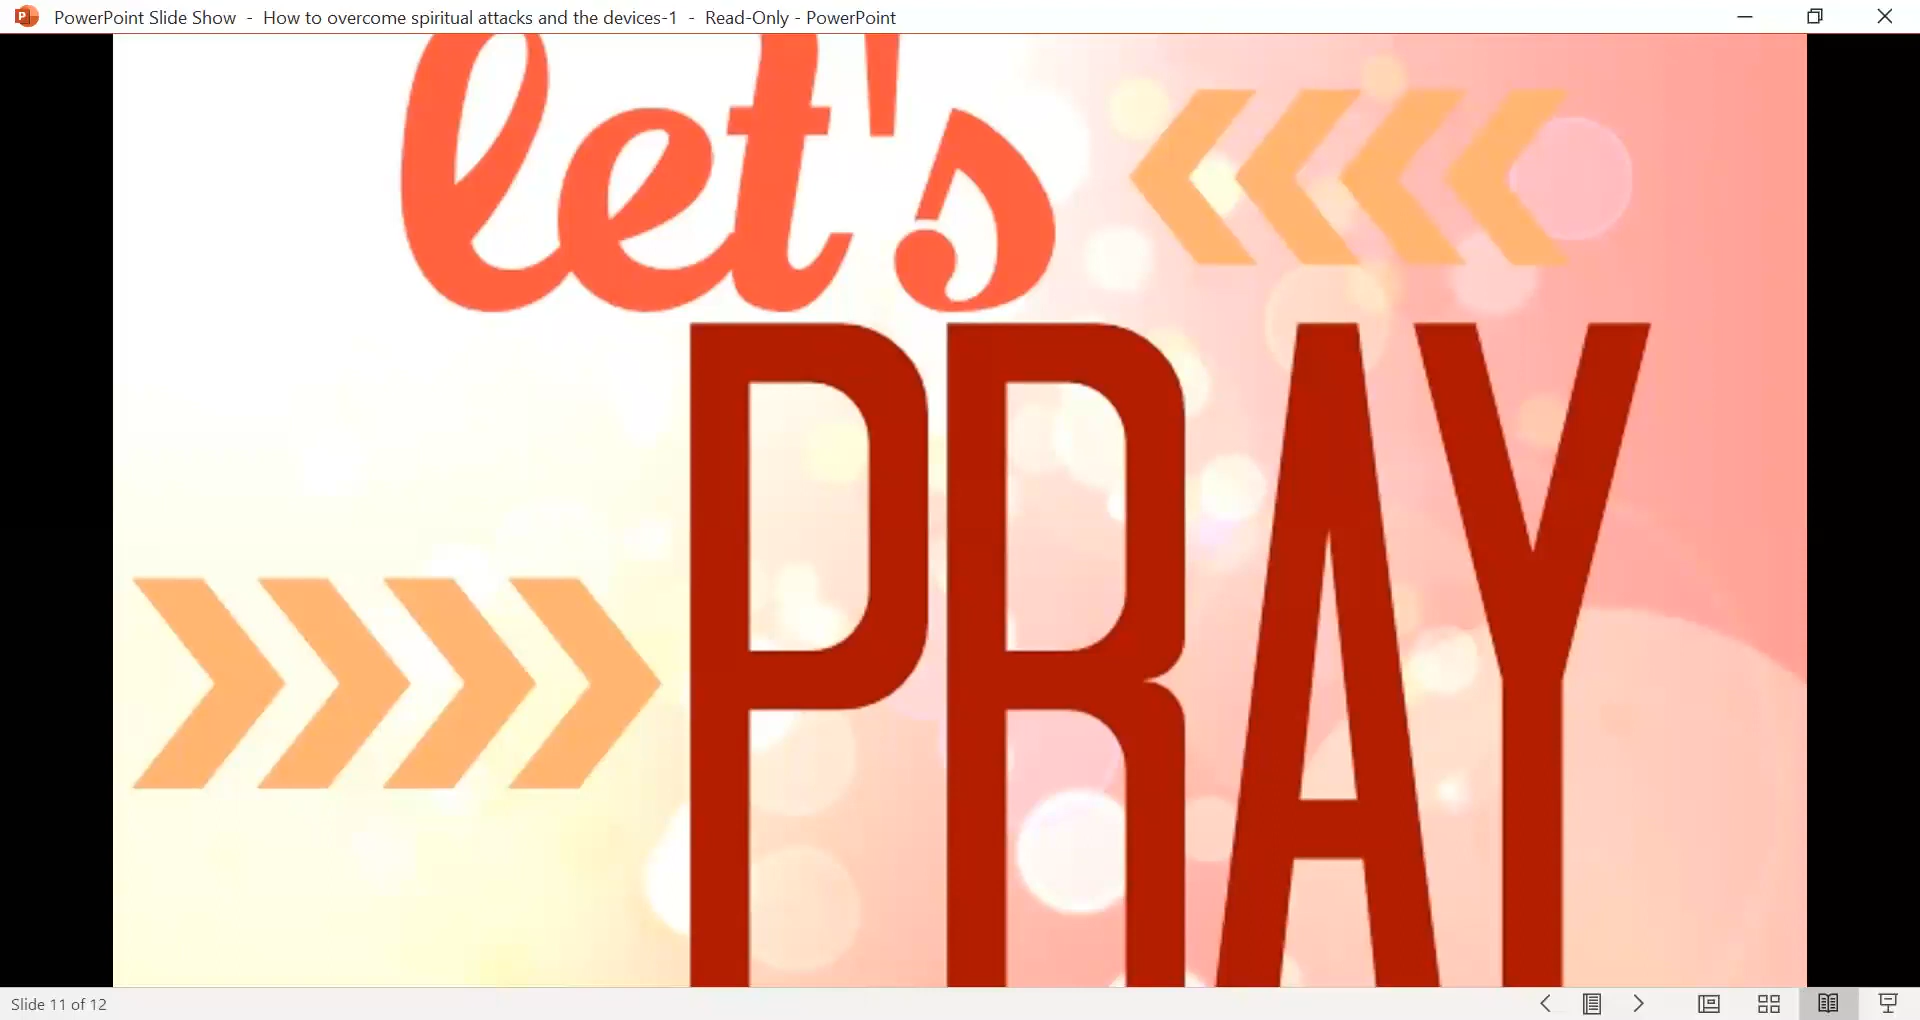 PowerPoint Slide Show - How to overcome spiritual attacks and the devices-1 - Read-Only - PowerPoint
let's
PRAY
Slide 11 of 12